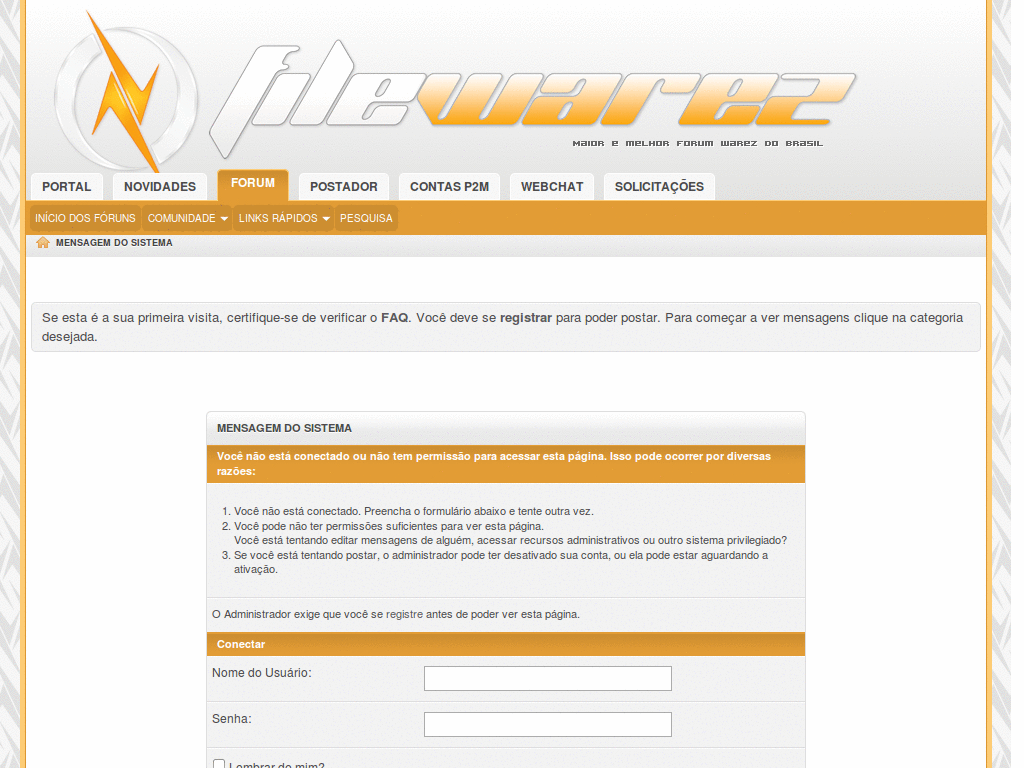 filewarez
MAIOR E MELHOR FORUM WAREZ DO BRASIL
PORTAL NOVIDADES FORUM POSTADOR CONTAS P2M WEBCHAT SOLICITAÇÕES
INÍCIO DOS FÓRUNS COMUNIDADE LINKS RÁPIDOS PESQUISA
MENSAGEM DO SISTEMA
Se esta é a sua primeira visita, certifique-se de verificar o FAQ. Você deve se registrar para poder postar. Para começar a ver mensagens clique na categoria
desejada.
MENSAGEM DO SISTEMA
Você não está conectado ou não tem permissão para acessar esta página. Isso pode ocorrer por diversas
razões:
1. Você não está conectado. Preencha o formulário abaixo e tente outra vez.
2. Você pode não ter permissões suficientes para ver esta página.
Você está tentando editar mensagens de alguém, acessar recursos administrativos ou outro sistema privilegiado?
3. Se você está tentando postar, o administrador pode ter desativado sua conta, ou ela pode estar aguardando a
ativação.
O Administrador exige que você se registre antes de poder ver esta página.
Conectar
Nome do Usuário:
Senha:
Lembrar de mim?